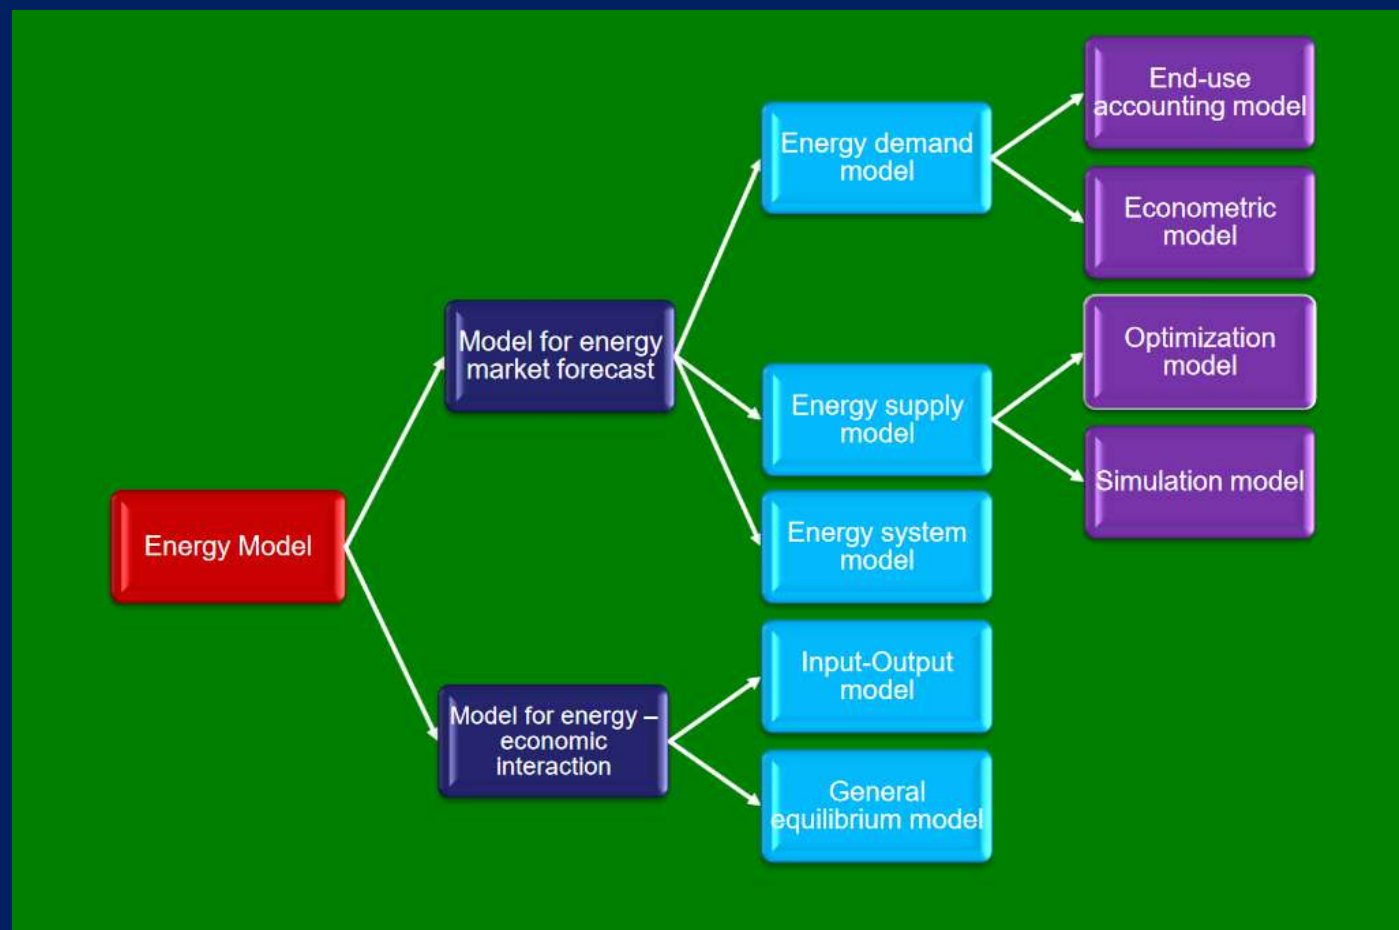 End-use
accounting model
Energy demand
model
Econometric
model
Model for energy
market forecast
Optimization
model
Energy supply
model
Simulation model
Energy Model
Energy system
model
Input-Output
model
Model for energy –
economic
interaction
General
equilibrium model